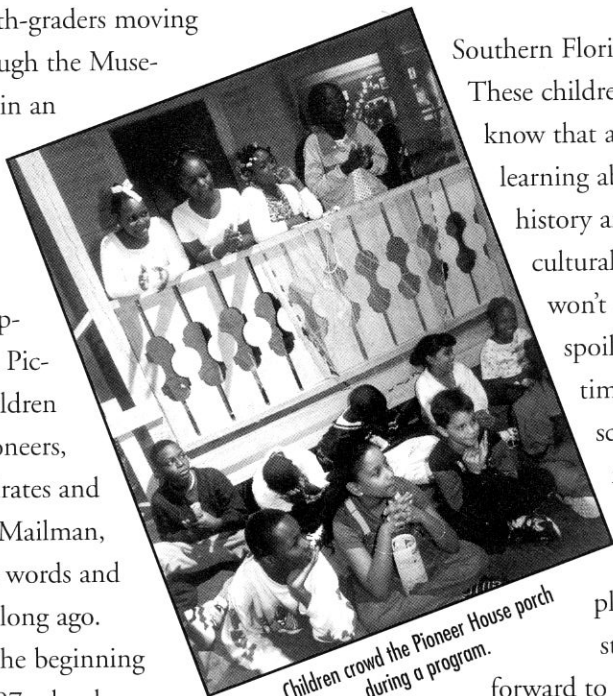 th-graders moving
ugh the Muse-
in an
p-
Pic-
ldren
oneers,
rates and
Mailman,
words and
long ago.
he beginning
Children crowd the Pioneer House porch
during a program.
Southern Flori
These childre
know that a
learning ab
history a
cultural
won't
spoil
tim
sc
pl
st
forward to